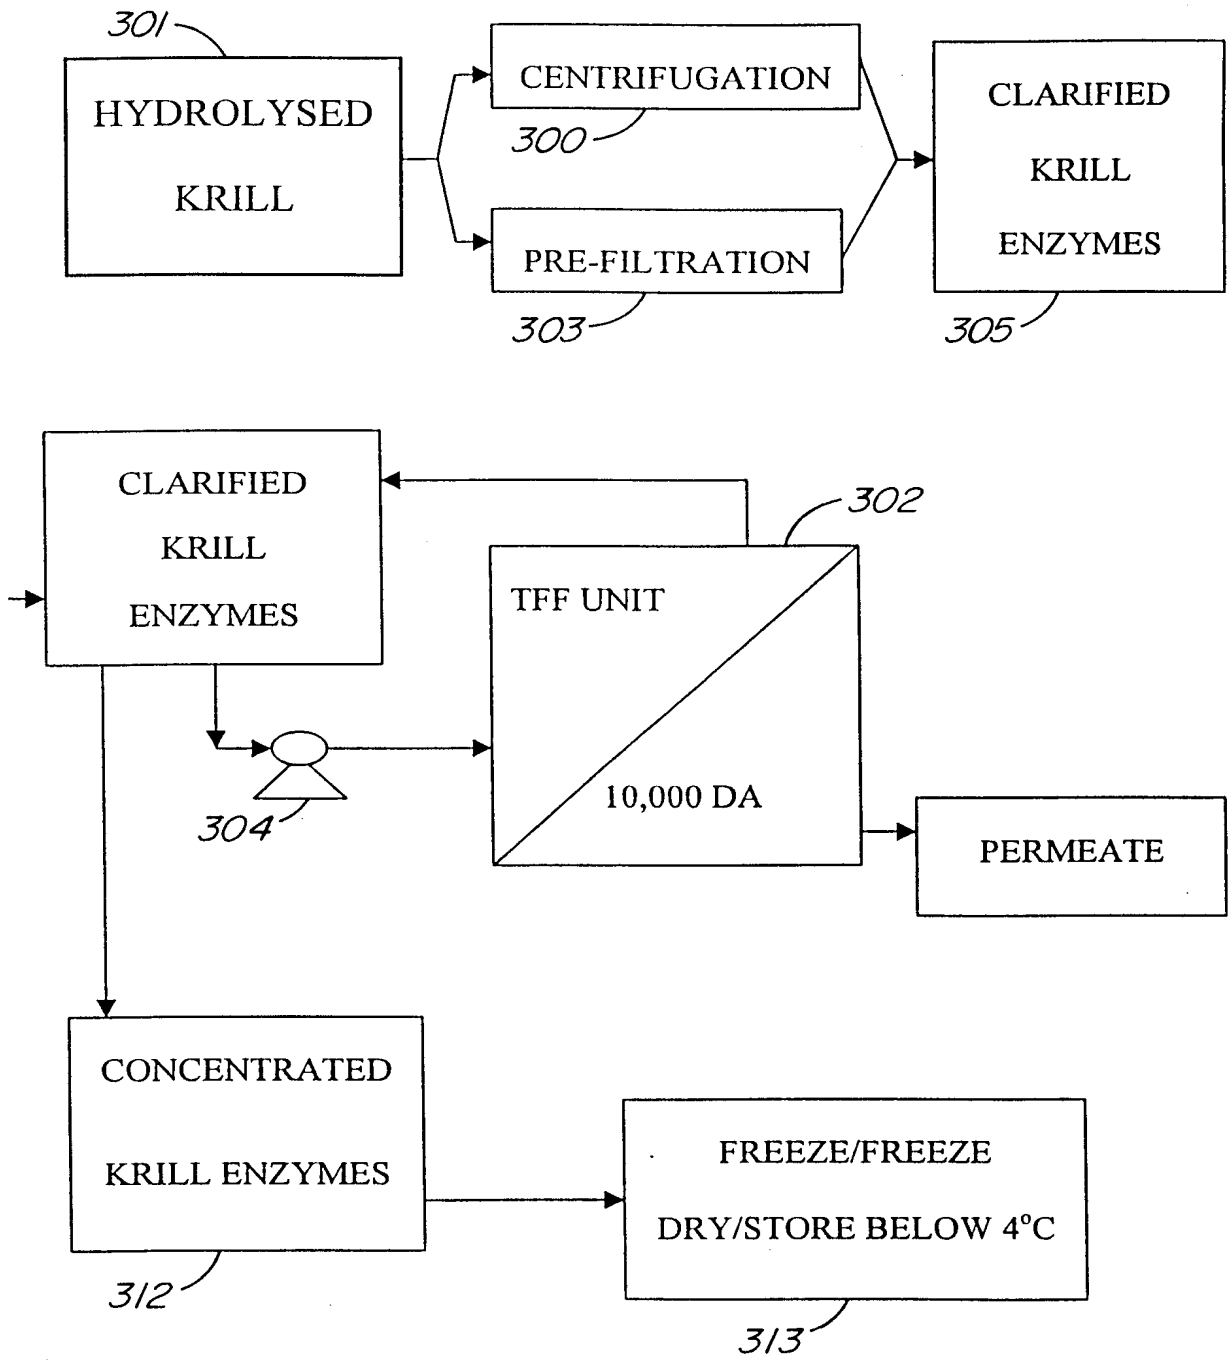 301
HYDROLYSED
KRILL
CENTRIFUGATION
300
PRE-FILTRATION
303
CLARIFIED
KRILL
ENZYMES
305
CLARIFIED
KRILL
ENZYMES
302
TFF UNIT
10,000 DA
304
PERMEATE
CONCENTRATED
KRILL ENZYMES
312
FREEZE/FREEZE
DRY/STORE BELOW 4°C
313